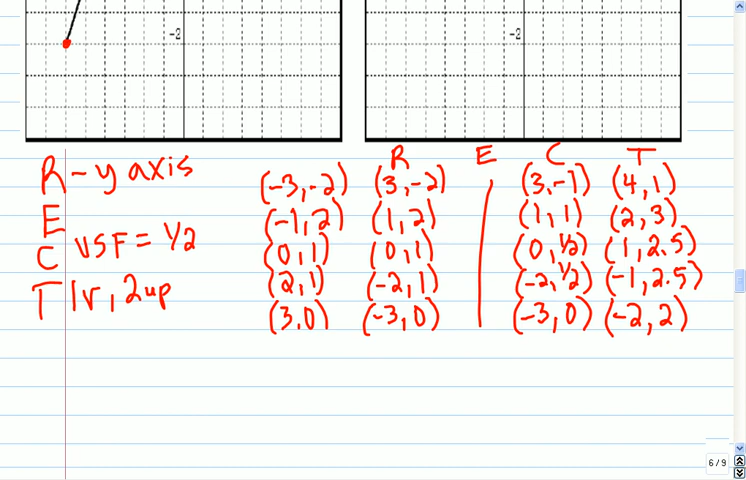 -2
-2
R E C T
R - y axis (-3,-2) (3,-2) (3,-1) (4,1)
E (-1,2) (1,2) (1,1) (2,3)
C VSF = 1/2 (0,1) (0,1) (0,1/2) (1,2.5)
T 1r, 2up (2,1) (-2,1) (-2,1/2) (-1,2.5)
(3,0) (-3,0) (-3,0) (-2,2)
6/9